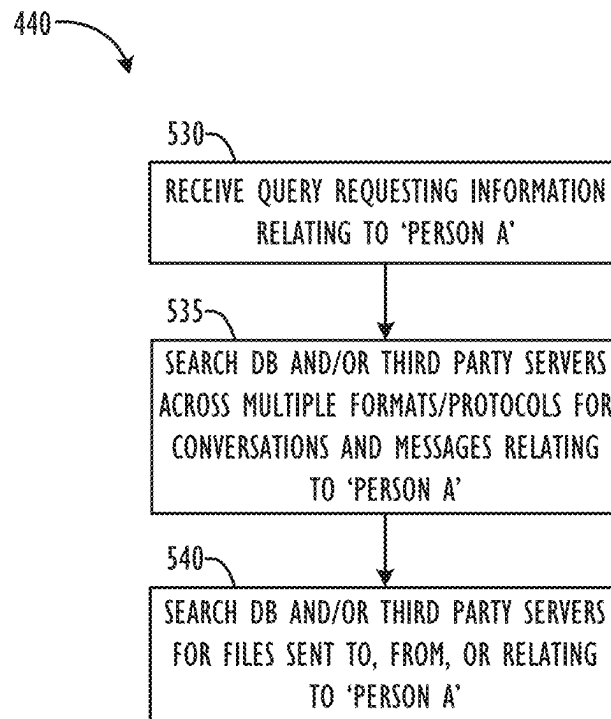 440
530
RECEIVE QUERY REQUESTING INFORMATION
RELATING TO ‘PERSON A’
535
SEARCH DB AND/OR THIRD PARTY SERVERS
ACROSS MULTIPLE FORMATS/PROTOCOLS FOR
CONVERSATIONS AND MESSAGES RELATING
TO ‘PERSON A’
540
SEARCH DB AND/OR THIRD PARTY SERVERS
FOR FILES SENT TO, FROM, OR RELATING
TO ‘PERSON A’